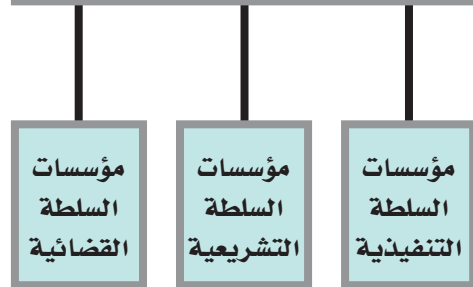 مؤسسات
السلطة
التنفيذية
مؤسسات
السلطة
التشريعية
مؤسسات
السلطة
القضائية